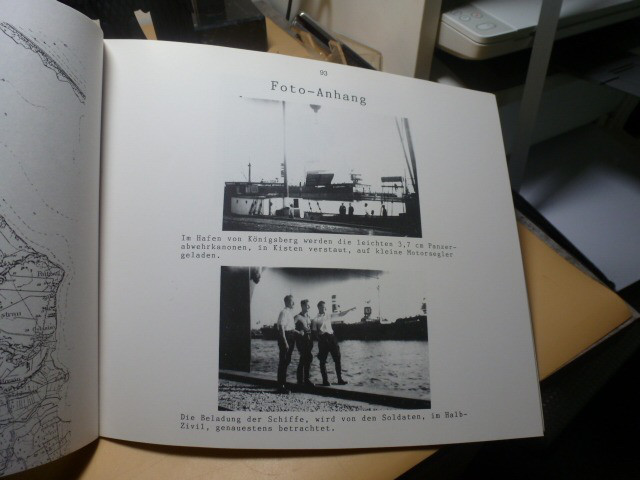 93
Foto-Anhang
Im Hafen von Königsberg werden die leichten 3,7 cm Panzer-
abwehrkanonen, in Kisten verstaut, auf kleine Motorsegler
geladen.
Die Beladung der Schiffe, wird von den Soldaten, im Halb-
Zivil, genauestens betrachtet.